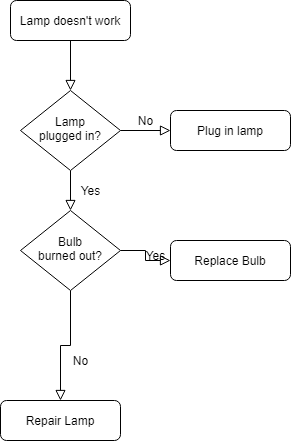 Lamp doesn't work
Lamp
plugged in?
No
Plug in lamp
Yes
Bulb
burned out?
Yes
Replace Bulb
No
Repair Lamp